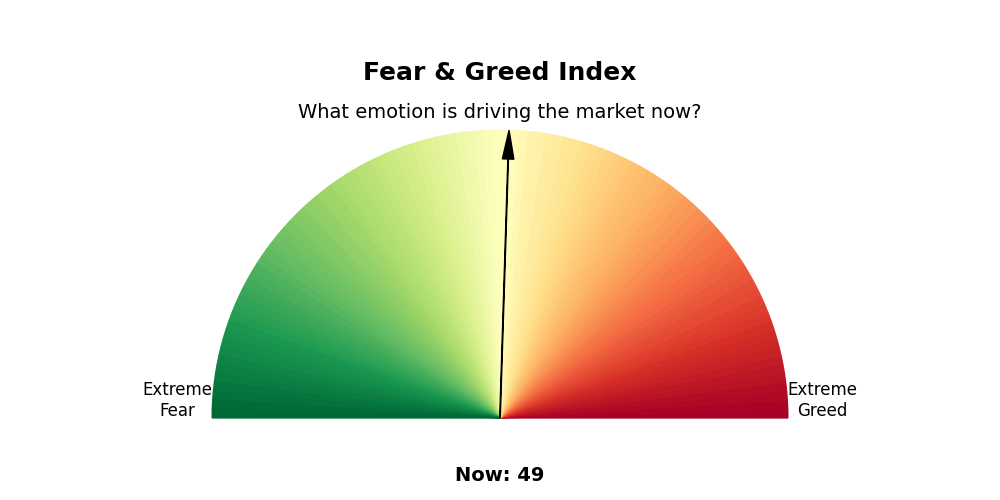 Fear & Greed Index
What emotion is driving the market now?
Extreme
Fear
Extreme
Greed
Now: 49